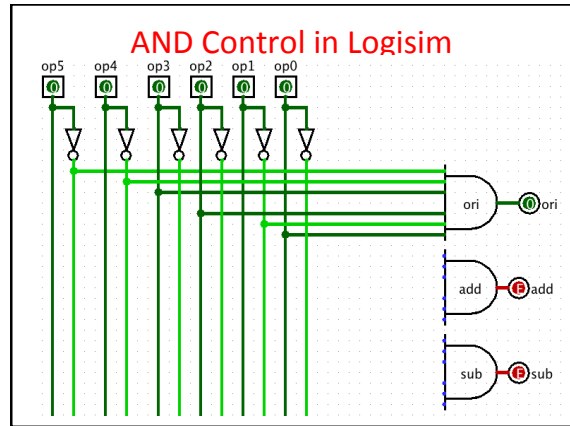 AND Control in Logisim
op5 op4 op3 op2 op1 op0
0 0 0 0 0 0
ori 0 ori
add E add
sub E sub